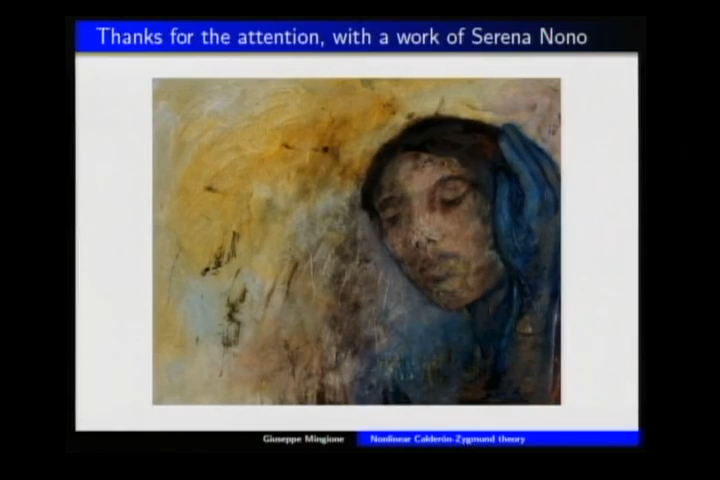 Thanks for the attention, with a work of Serena Nono
Giuseppe Mingione
Nonlinear Calderón-Zygmund theory